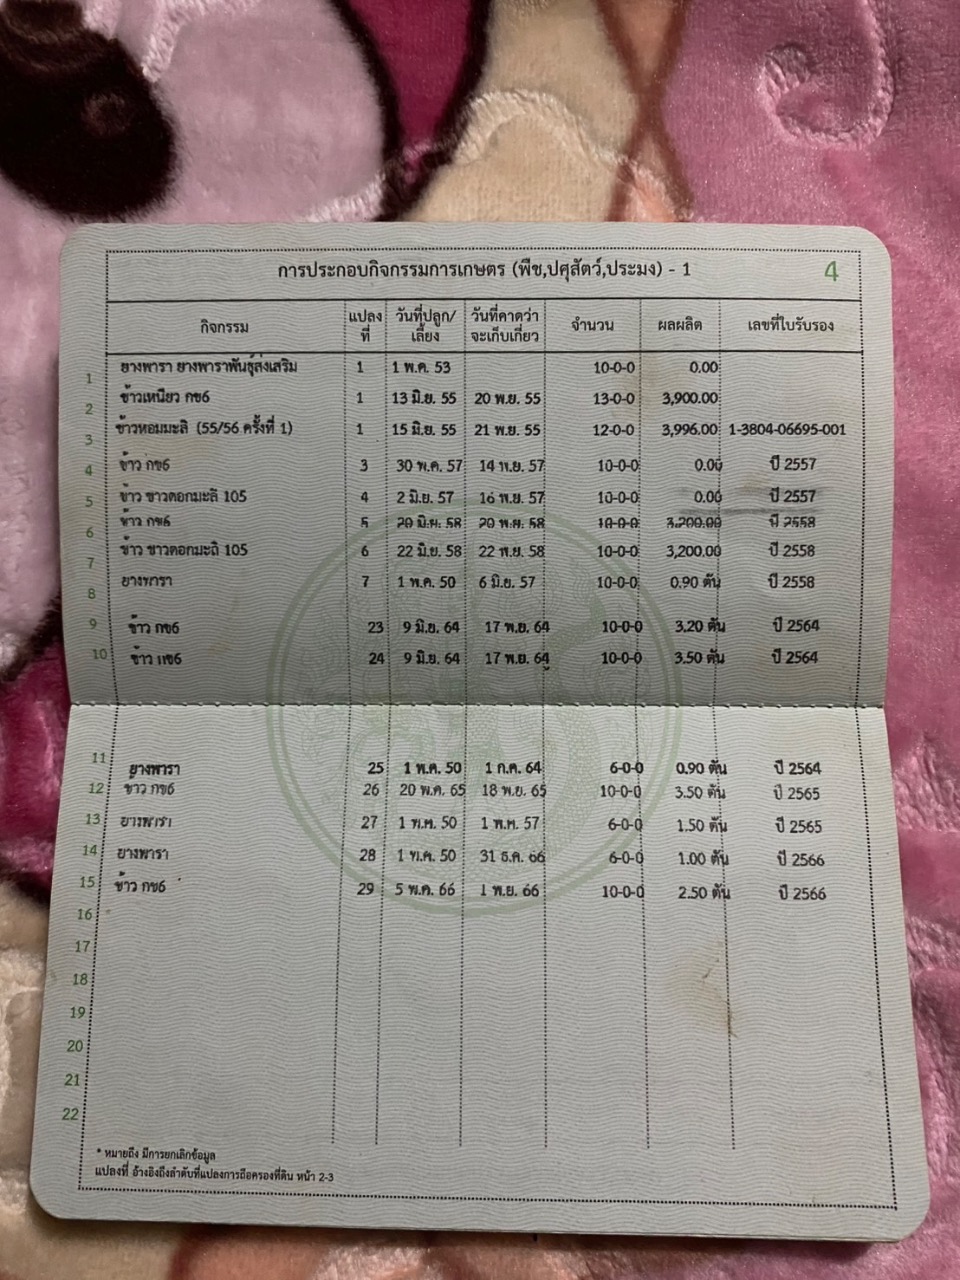 การประกอบกิจกรรมการเกษตร (พืช,ปศุสัตว์,ประมง) - 1 4
กิจกรรม แปลงที่ วันที่ปลูก/เลี้ยง วันที่คาดว่าจะเก็บเกี่ยว จำนวน ผลผลิต เลขที่ใบรับรอง
1 ยางพารา ยางพาราพันธุ์ส่งเสริม 1 1 พ.ค. 53 10-0-0 0.00
2 ข้าวเหนียว กข6 1 13 มิ.ย. 55 20 พ.ย. 55 13-0-0 3,900.00
3 ข้าวหอมมะลิ (55/56 ครั้งที่ 1) 1 15 มิ.ย. 55 21 พ.ย. 55 12-0-0 3,996.00 1-3804-06695-001
4 ข้าว กข6 3 30 พ.ค. 57 14 พ.ย. 57 10-0-0 0.00 ปี 2557
5 ข้าว ขาวดอกมะลิ 105 4 2 มิ.ย. 57 16 พ.ย. 57 10-0-0 0.00 ปี 2557
6 ข้าว กข6 5 20 มิ.ย. 58 20 พ.ย. 58 10-0-0 3,200.00 ปี 2558
7 ข้าว ขาวดอกมะลิ 105 6 22 มิ.ย. 58 22 พ.ย. 58 10-0-0 3,200.00 ปี 2558
8 ยางพารา 7 1 พ.ค. 50 6 มิ.ย. 57 10-0-0 0.90 ตัน ปี 2558
9 ข้าว กข6 23 9 มิ.ย. 64 17 พ.ย. 64 10-0-0 3.20 ตัน ปี 2564
10 ข้าว กข6 24 9 มิ.ย. 64 17 พ.ย. 64 10-0-0 3.50 ตัน ปี 2564
11 ยางพารา 25 1 พ.ค. 50 1 ก.ค. 64 6-0-0 0.90 ตัน ปี 2564
12 ข้าว กข6 26 20 พ.ค. 65 18 พ.ย. 65 10-0-0 3.50 ตัน ปี 2565
13 ยางพารา 27 1 พ.ค. 50 1 พ.ค. 57 6-0-0 1.50 ตัน ปี 2565
14 ยางพารา 28 1 พ.ค. 50 31 ธ.ค. 66 6-0-0 1.00 ตัน ปี 2566
15 ข้าว กข6 29 5 พ.ค. 66 1 พ.ย. 66 10-0-0 2.50 ตัน ปี 2566
16
17
18
19
20
21
22
* หมายถึง มีการยกเลิกข้อมูล
แปลงที่ อ้างอิงถึงลำดับที่แปลงการถือครองที่ดิน หน้า 2-3